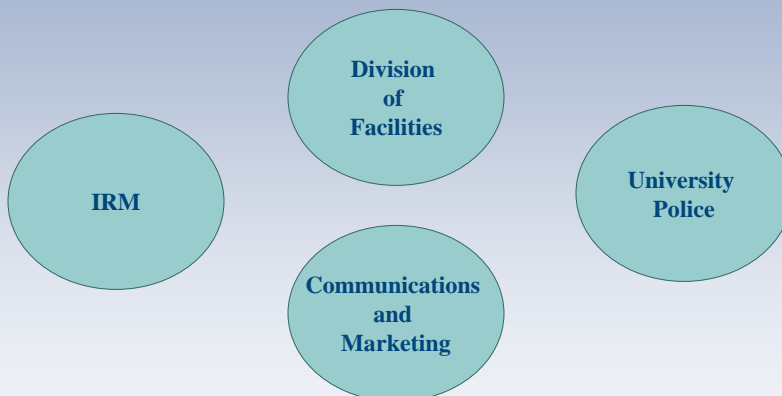 Division
of
Facilities
IRM
University
Police
Communications
and
Marketing